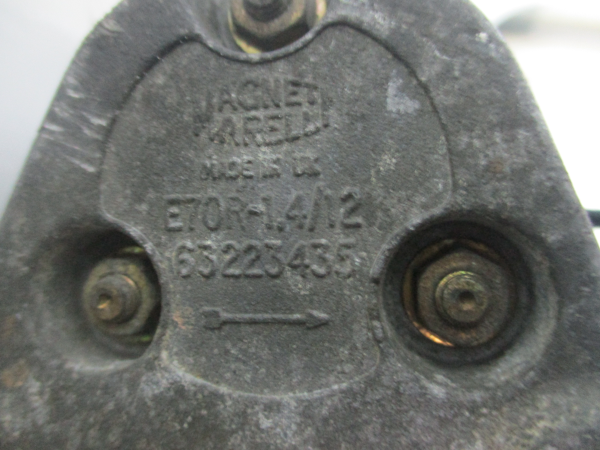 MAGNETI
MARELLI
MADE IN UK
E70R-1,4/12
63223435